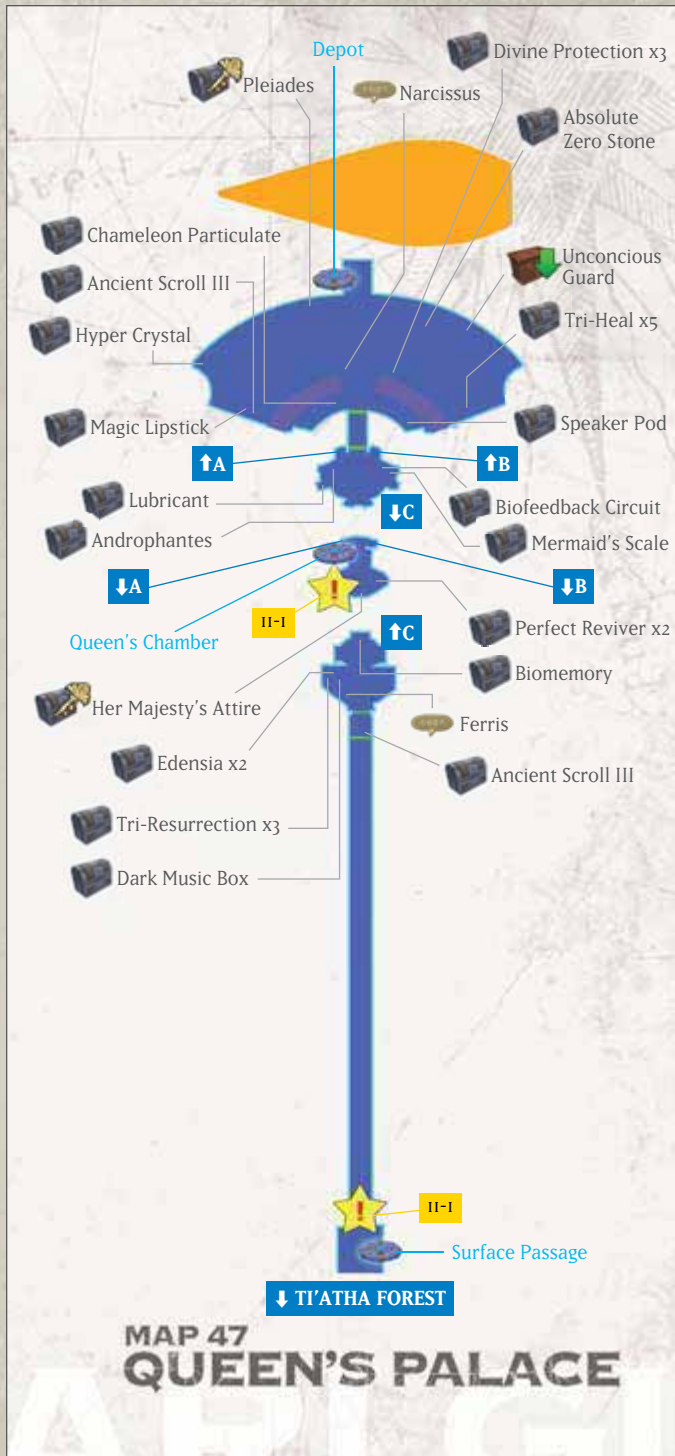 Depot
Divine Protection x3
Pleiades
Narcissus
Absolute
Zero Stone
Chameleon Particulate
Unconcious
Guard
Ancient Scroll III
Tri-Heal x5
Hyper Crystal
Magic Lipstick
Speaker Pod
⬆A
⬆B
Lubricant
Biofeedback Circuit
⬇C
Androphantes
Mermaid's Scale
⬇A
⬇B
!
II-I
Queen's Chamber
⬆C
Perfect Reviver x2
Biomemory
Her Majesty's Attire
Ferris
Edensia x2
Ancient Scroll III
Tri-Resurrection x3
Dark Music Box
!
II-I
Surface Passage
⬇ TI'ATHA FOREST
MAP 47
QUEEN'S PALACE